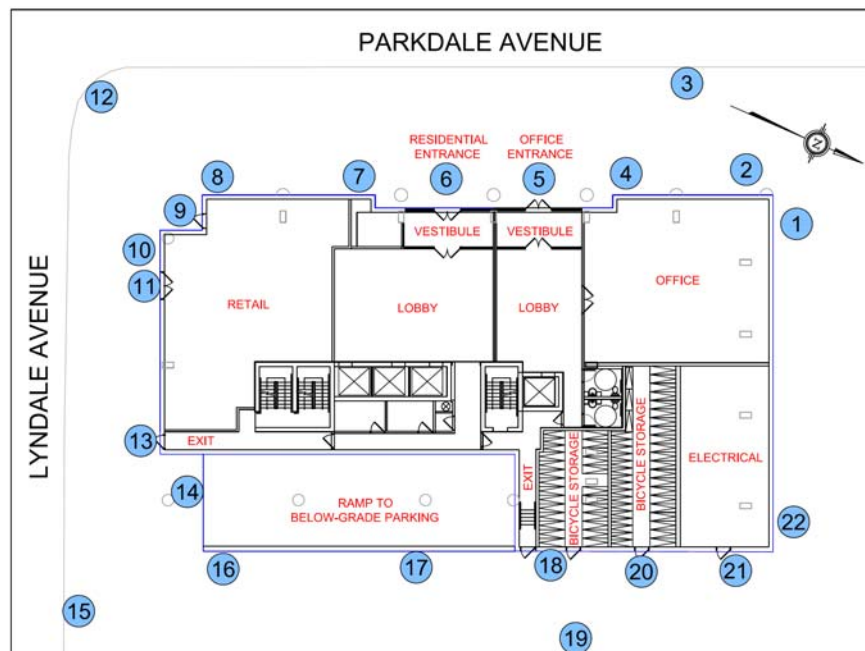 PARKDALE AVENUE
3
12
RESIDENTIAL
ENTRANCE
OFFICE
ENTRANCE
N
8
7
6
5
4
2
9
1
VESTIBULE
VESTIBULE
10
11
OFFICE
RETAIL
LOBBY
LOBBY
LYNDALE AVENUE
13
EXIT
ELECTRICAL
BICYCLE STORAGE
BICYCLE STORAGE
EXIT
14
RAMP TO
BELOW-GRADE PARKING
22
16
17
18
20
21
15
19